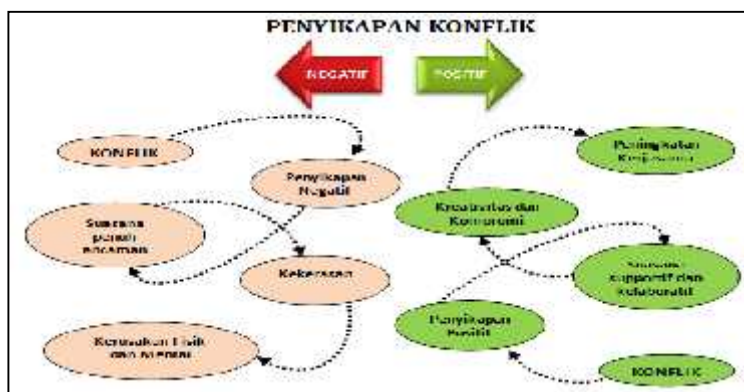 PENYIKAPAN KONFLIK
NEGATIF
POSITIF
KONFLIK
Penyikapan
Negatif
Suasana
penuh
ancaman
Kekerasan
Kerusakan Fisik
dan Mental
Peningkatan
Kerjasama
Kreativitas dan
Kompromi
Suasana
supportif dan
kolaboratif
Penyikapan
Positif
KONFLIK